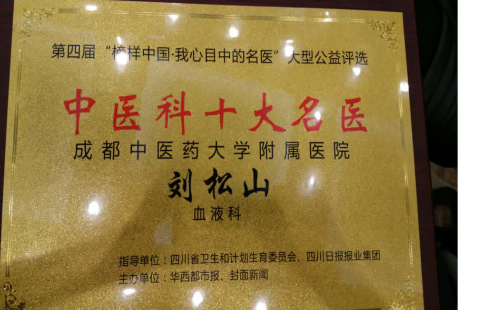 第四届“榜样中国·我心目中的名医”大型公益评选
中医科十大名医
成都中医药大学附属医院
刘松山
血液科
指导单位：四川省卫生和计划生育委员会、四川日报报业集团
主办单位：华西都市报、封面新闻